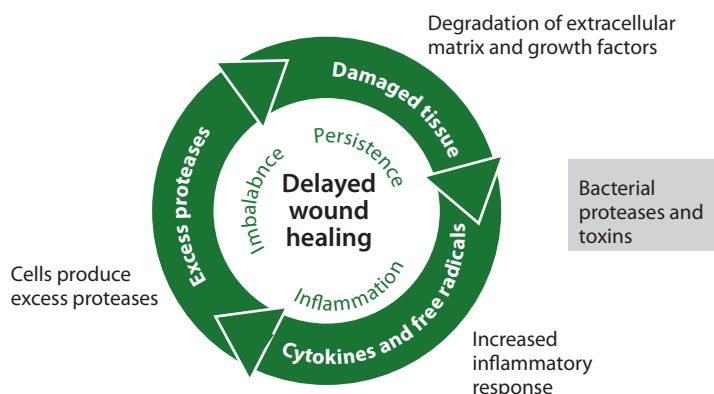 Degradation of extracellular
matrix and growth factors
Damaged tissue
Persistence
Excess proteases
Imbalabnce
Delayed
wound
healing
Bacterial
proteases and
toxins
Cells produce
excess proteases
Inflammation
Cytokines and free radicals
Increased
inflammatory
response